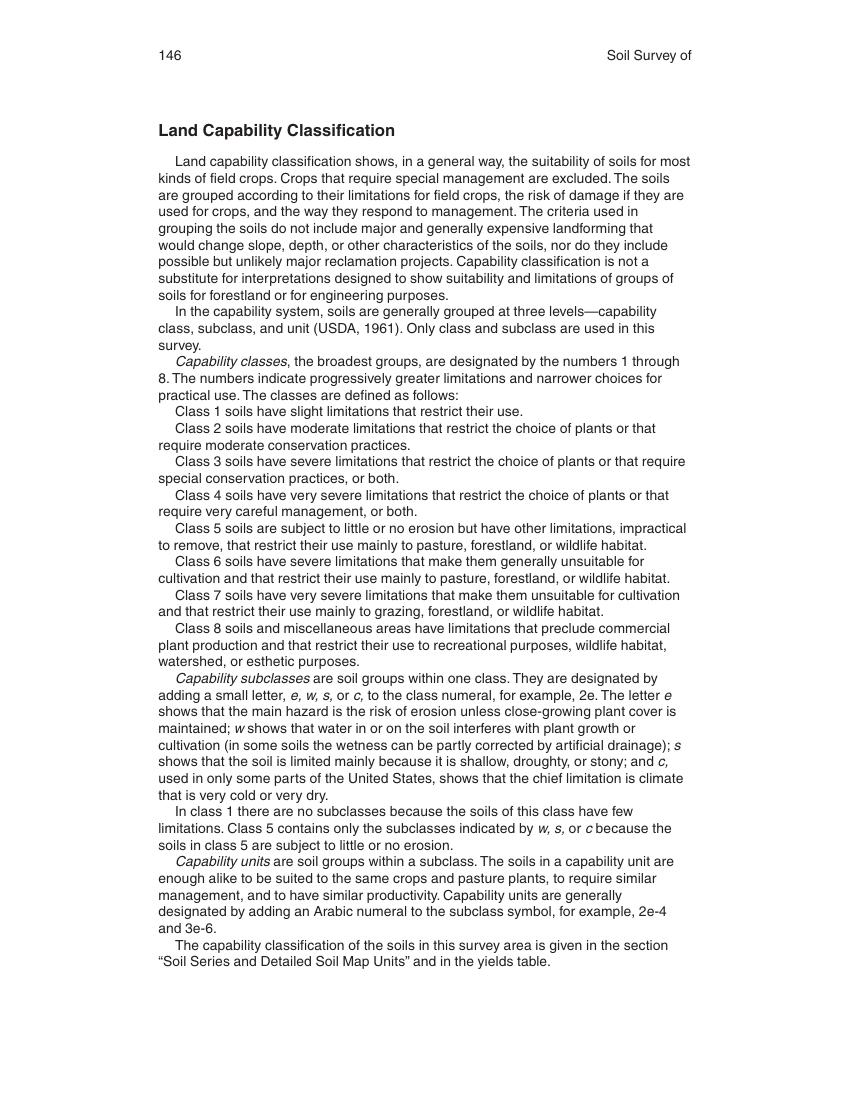 146
Soil Survey of
Land Capability Classification
Land capability classification shows, in a general way, the suitability of soils for most
kinds of field crops. Crops that require special management are excluded. The soils
are grouped according to their limitations for field crops, the risk of damage if they are
used for crops, and the way they respond to management. The criteria used in
grouping the soils do not include major and generally expensive landforming that
would change slope, depth, or other characteristics of the soils, nor do they include
possible but unlikely major reclamation projects. Capability classification is not a
substitute for interpretations designed to show suitability and limitations of groups of
soils for forestland or for engineering purposes.
In the capability system, soils are generally grouped at three levels—capability
class, subclass, and unit (USDA, 1961). Only class and subclass are used in this
survey.
Capability classes, the broadest groups, are designated by the numbers 1 through
8. The numbers indicate progressively greater limitations and narrower choices for
practical use. The classes are defined as follows:
Class 1 soils have slight limitations that restrict their use.
Class 2 soils have moderate limitations that restrict the choice of plants or that
require moderate conservation practices.
Class 3 soils have severe limitations that restrict the choice of plants or that require
special conservation practices, or both.
Class 4 soils have very severe limitations that restrict the choice of plants or that
require very careful management, or both.
Class 5 soils are subject to little or no erosion but have other limitations, impractical
to remove, that restrict their use mainly to pasture, forestland, or wildlife habitat.
Class 6 soils have severe limitations that make them generally unsuitable for
cultivation and that restrict their use mainly to pasture, forestland, or wildlife habitat.
Class 7 soils have very severe limitations that make them unsuitable for cultivation
and that restrict their use mainly to grazing, forestland, or wildlife habitat.
Class 8 soils and miscellaneous areas have limitations that preclude commercial
plant production and that restrict their use to recreational purposes, wildlife habitat,
watershed, or esthetic purposes.
Capability subclasses are soil groups within one class. They are designated by
adding a small letter, e, w, s, or c, to the class numeral, for example, 2e. The letter e
shows that the main hazard is the risk of erosion unless close-growing plant cover is
maintained; w shows that water in or on the soil interferes with plant growth or
cultivation (in some soils the wetness can be partly corrected by artificial drainage); s
shows that the soil is limited mainly because it is shallow, droughty, or stony; and c,
used in only some parts of the United States, shows that the chief limitation is climate
that is very cold or very dry.
In class 1 there are no subclasses because the soils of this class have few
limitations. Class 5 contains only the subclasses indicated by w, s, or c because the
soils in class 5 are subject to little or no erosion.
Capability units are soil groups within a subclass. The soils in a capability unit are
enough alike to be suited to the same crops and pasture plants, to require similar
management, and to have similar productivity. Capability units are generally
designated by adding an Arabic numeral to the subclass symbol, for example, 2e-4
and 3e-6.
The capability classification of the soils in this survey area is given in the section
“Soil Series and Detailed Soil Map Units” and in the yields table.